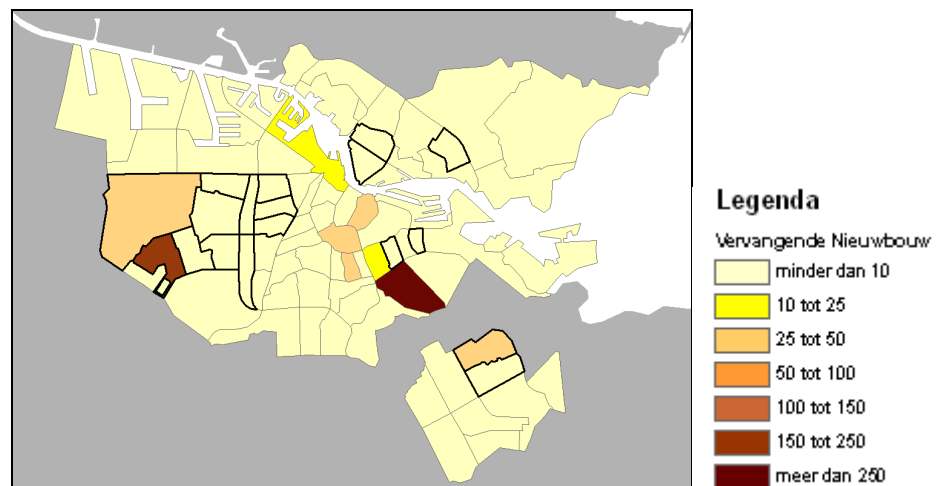 Legenda
Vervangende Nieuwbouw
minder dan 10
10 tot 25
25 tot 50
50 tot 100
100 tot 150
150 tot 250
meer dan 250